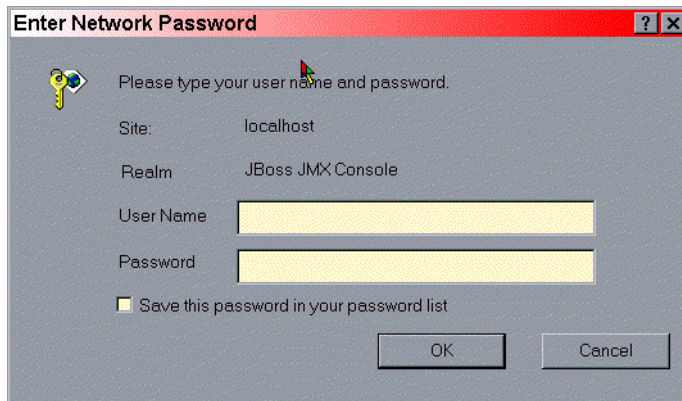 Enter Network Password
Please type your user name and password.
Site: localhost
Realm JBoss JMX Console
User Name
Password
Save this password in your password list
OK Cancel